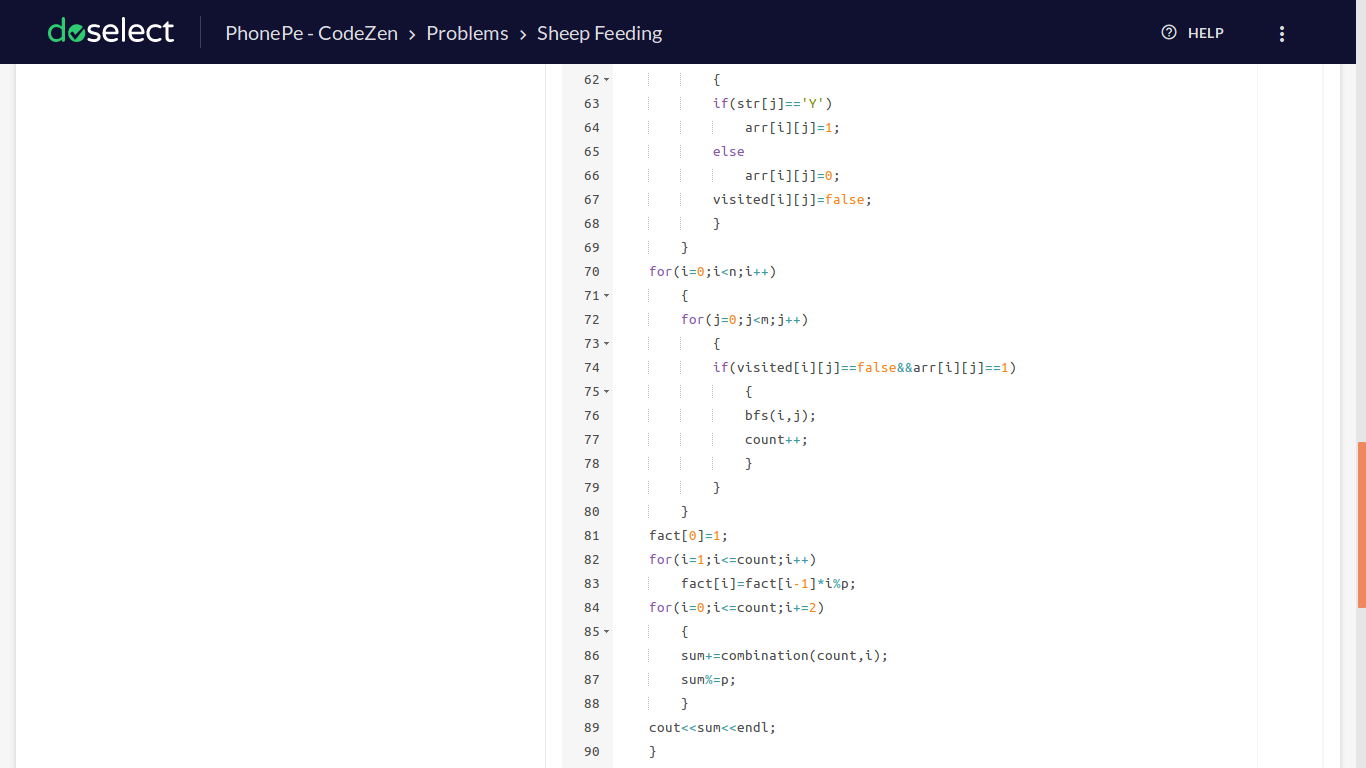 doselect PhonePe - CodeZen › Problems › Sheep Feeding HELP
62 {
63 if(str[j]=='Y')
64 arr[i][j]=1;
65 else
66 arr[i][j]=0;
67 visited[i][j]=false;
68 }
69 }
70 for(i=0;i<n;i++)
71 {
72 for(j=0;j<m;j++)
73 {
74 if(visited[i][j]==false&&arr[i][j]==1)
75 {
76 bfs(i,j);
77 count++;
78 }
79 }
80 }
81 fact[0]=1;
82 for(i=1;i<=count;i++)
83 fact[i]=fact[i-1]*i%p;
84 for(i=0;i<=count;i+=2)
85 {
86 sum+=combination(count,i);
87 sum%=p;
88 }
89 cout<<sum<<endl;
90 }